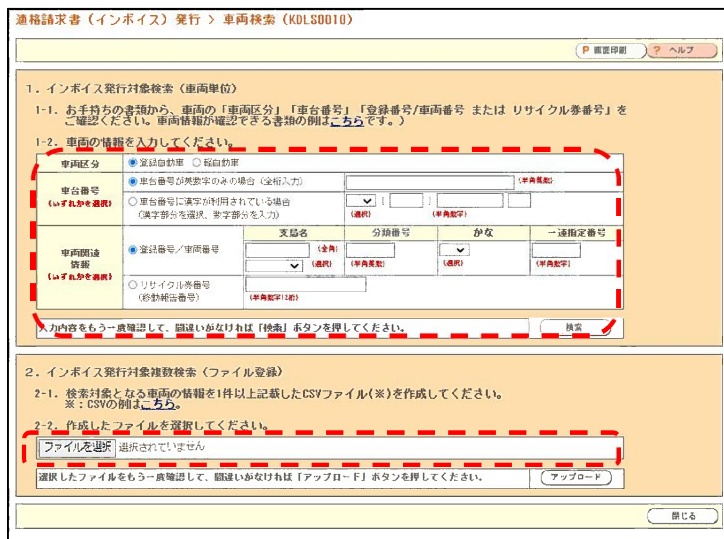 適格請求書（インボイス）発行 > 車両検索（KDLS0010）
P 画面印刷 ? ヘルプ
1. インボイス発行対象検索（車両単位）
1-1. お手持ちの書類から、車両の「車両区分」「車台番号」「登録番号/車両番号 または リサイクル券番号」を
ご確認ください。車両情報が確認できる書類の例はこちらです。）
1-2. 車両の情報を入力してください。
車両区分 登録自動車 軽自動車
車台番号
(いずれかを選択)
車台番号が英数字のみの場合（全桁入力）
(半角英数)
車台番号に漢字が利用されている場合
（漢字部分を選択、数字部分を入力）
[ ]
(選択) (半角数字)
車両関連
情報
(いずれかを選択)
登録番号／車両番号
支局名 分類番号 かな 一連指定番号
(全角)
(選択) (半角英数) (選択) (半角数字)
リサイクル券番号
（移動報告番号）
(半角数字12桁)
入力内容をもう一度確認して、間違いがなければ「検索」ボタンを押してください。 検索
2. インボイス発行対象複数検索（ファイル登録）
2-1. 検索対象となる車両の情報を1件以上記載したCSVファイル(※)を作成してください。
※：CSVの例はこちら。
2-2. 作成したファイルを選択してください。
ファイルを選択 選択されていません
選択したファイルをもう一度確認して、間違いがなければ「アップロード」ボタンを押してください。 アップロード
閉じる